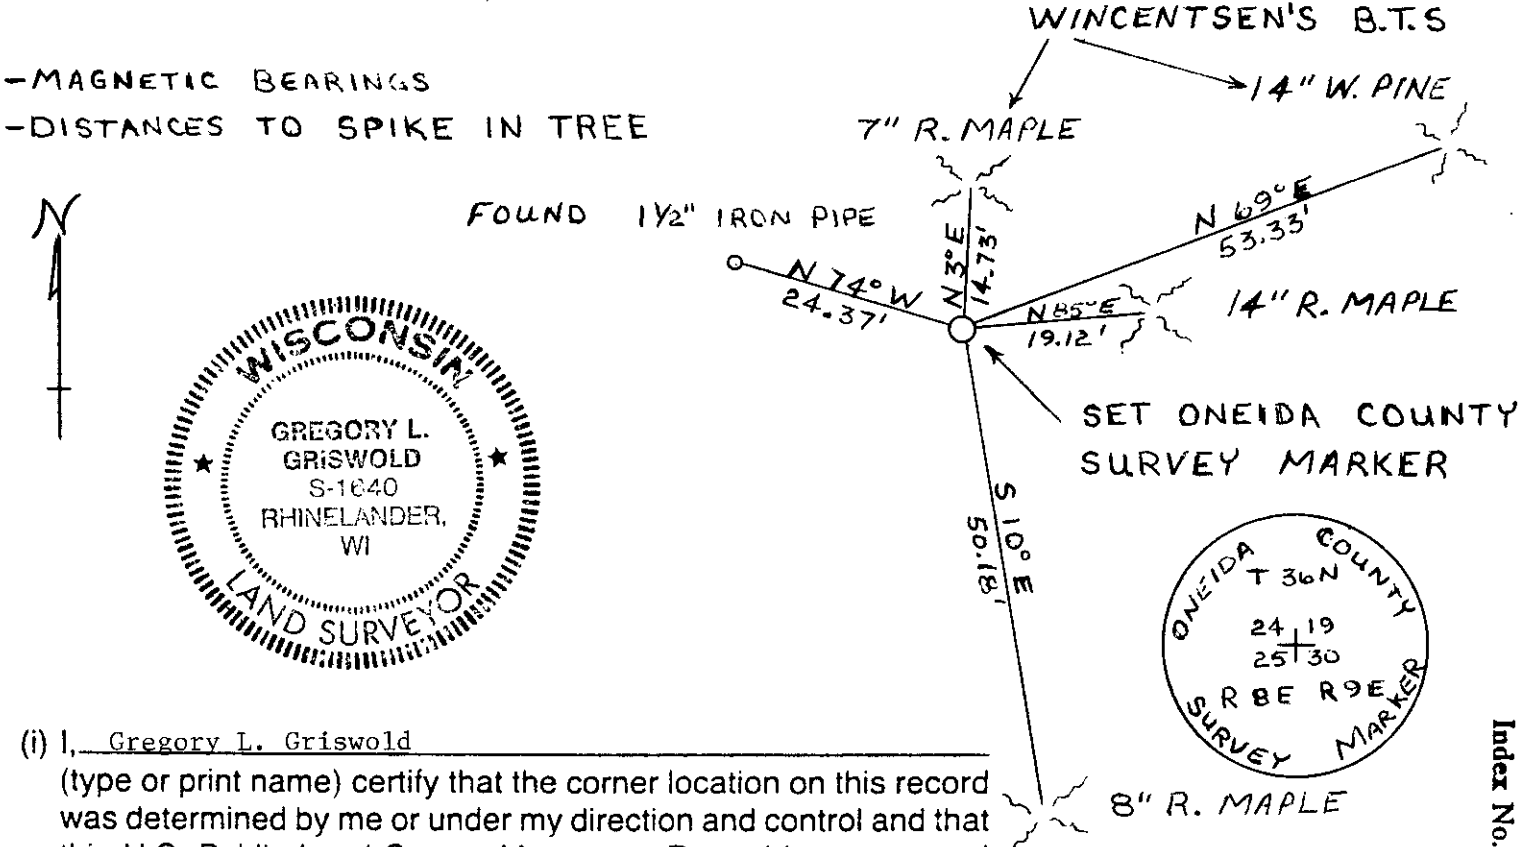 WINCENTSEN'S B.T.S
-MAGNETIC BEARINGS
-DISTANCES TO SPIKE IN TREE
14" W. PINE
7" R. MAPLE
N
FOUND 1½" IRON PIPE
N 69° E
53.33'
N 3° E
14.73'
N 74° W
24.37'
N 85° E
19.12'
14" R. MAPLE
SET ONEIDA COUNTY
SURVEY MARKER
WISCONSIN
GREGORY L.
GRISWOLD
S-1640
RHINELANDER,
WI
LAND SURVEYOR
S 10° E
50.18'
ONEIDA COUNTY
T 36N
24 19
25 30
R 8E R 9E
SURVEY MARKER
8" R. MAPLE
(i) I, Gregory L. Griswold
(type or print name) certify that the corner location on this record
was determined by me or under my direction and control and that
Index No.